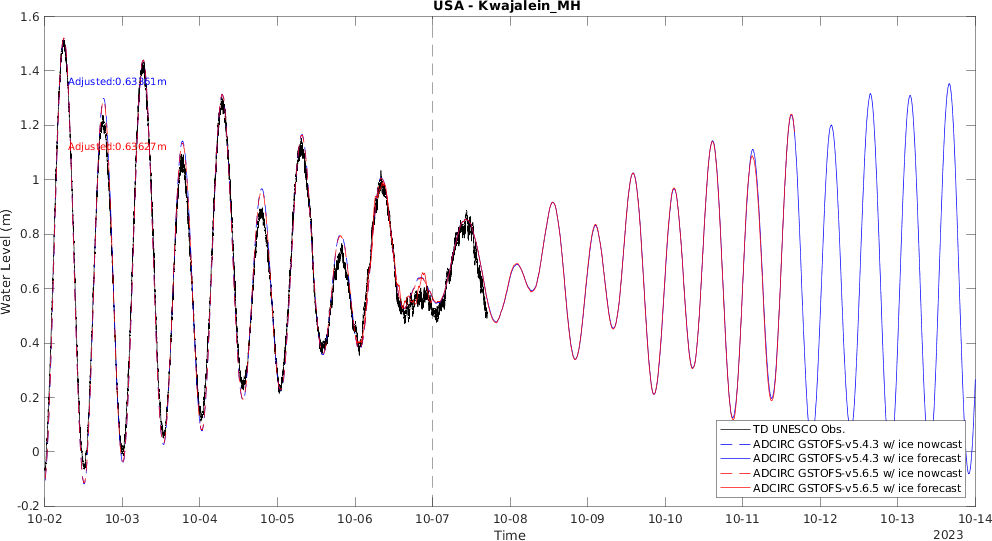 USA - Kwajalein_MH
1.6
1.4
1.2
1
0.8
0.6
0.4
0.2
0
-0.2
Water Level (m)
Adjusted:0.63361m
Adjusted:0.63627m
TD UNESCO Obs.
ADCIRC GSTOFS-v5.4.3 w/ ice nowcast
ADCIRC GSTOFS-v5.4.3 w/ ice forecast
ADCIRC GSTOFS-v5.6.5 w/ ice nowcast
ADCIRC GSTOFS-v5.6.5 w/ ice forecast
10-02 10-03 10-04 10-05 10-06 10-07 10-08 10-09 10-10 10-11 10-12 10-13 10-14
Time
2023